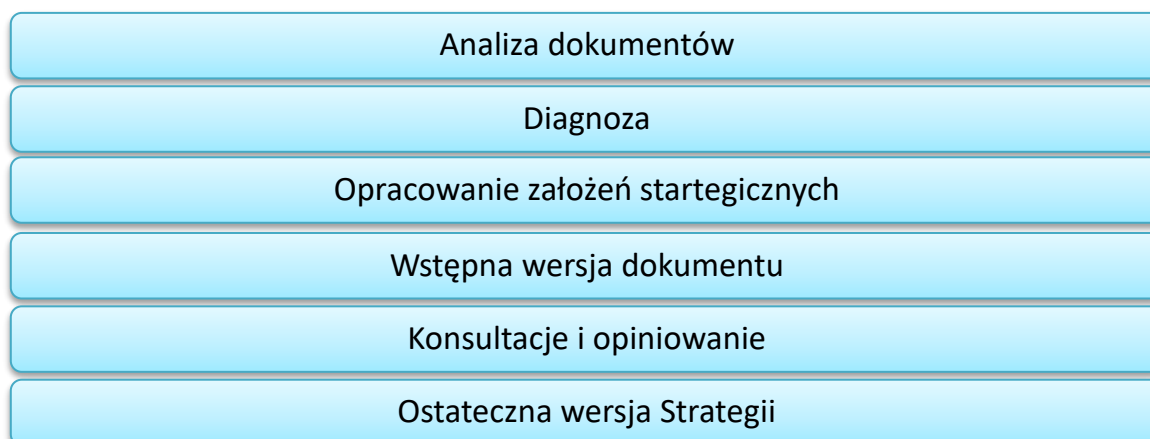 Analiza dokumentów
Diagnoza
Opracowanie założeń startegicznych
Wstępna wersja dokumentu
Konsultacje i opiniowanie
Ostateczna wersja Strategii